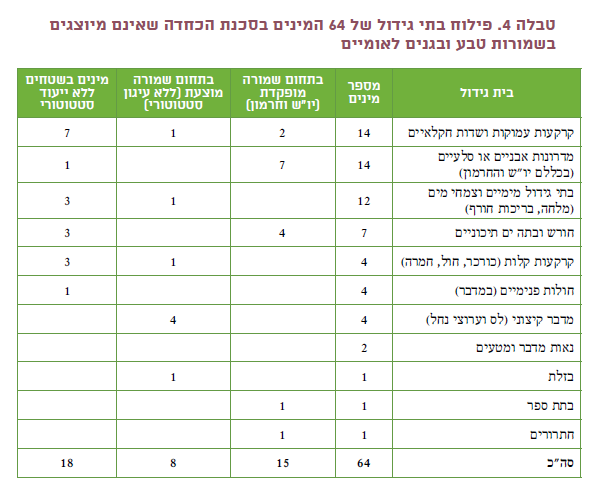 טבלה 4. פילוח בתי גידול של 64 המינים בסכנת הכחדה שאינם מיוצגים
בשמורות טבע ובגנים לאומיים
בית גידול | מספר מינים | בתחום שמורה מופקדת (יו"ש וחרמון) | בתחום שמורה מוצעת (ללא עיגון סטטוטורי) | מינים בשטחים ללא ייעוד סטטוטורי
קרקעות עמוקות ושדות חקלאיים | 14 | 2 | 1 | 7
מדרונות אבניים או סלעיים (בכללם יו"ש והחרמון) | 14 | 7 | | 1
בתי גידול מימיים וצמחי מים (מלחה, בריכות חורף) | 12 | | 1 | 3
חורש ובתה ים תיכוניים | 7 | 4 | | 3
קרקעות קלות (כורכר, חול, חמרה) | 4 | | 1 | 3
חולות פנימיים (במדבר) | 4 | | | 1
מדבר קיצוני (לס וערוצי נחל) | 4 | | 4 |
נאות מדבר ומטעים | 2 | | |
בזלת | 1 | | 1 |
בתת ספר | 1 | 1 | |
חתרורים | 1 | 1 | |
סה"כ | 64 | 15 | 8 | 18